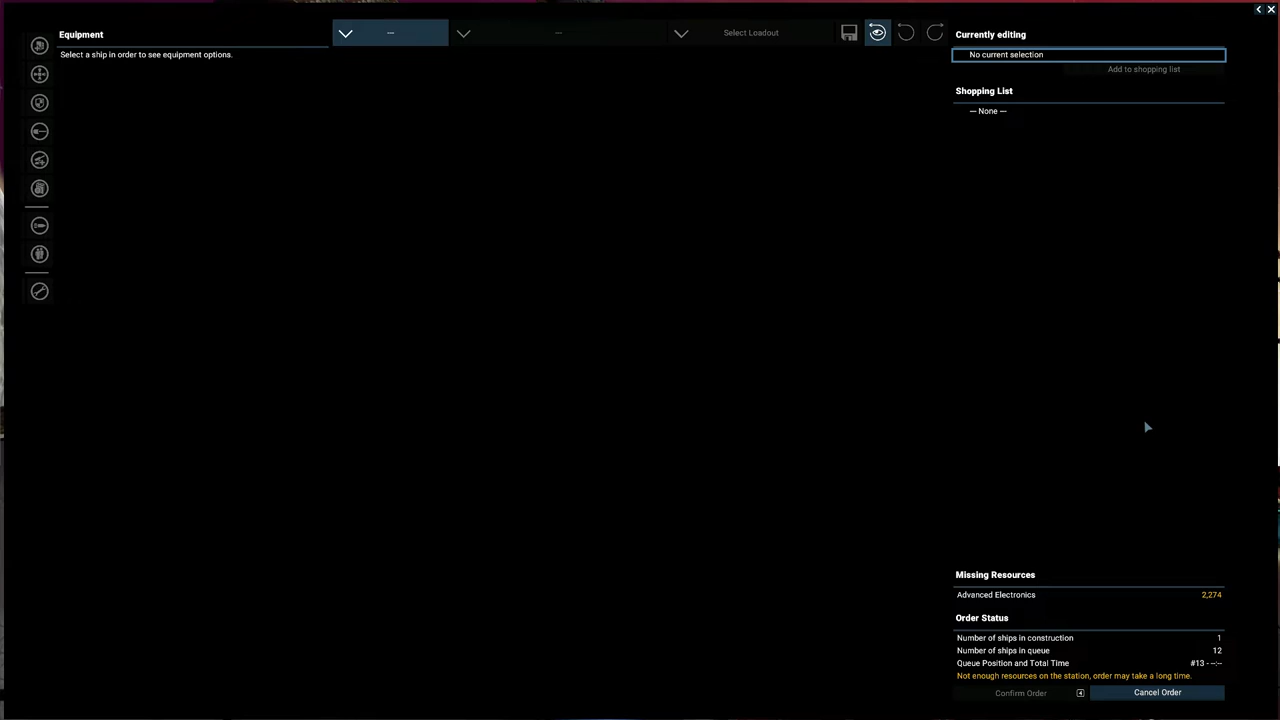 Equipment
Select a ship in order to see equipment options.
---
---
Select Loadout
Currently editing
No current selection
Add to shopping list
Shopping List
— None —
Missing Resources
Advanced Electronics 2,274
Order Status
Number of ships in construction 1
Number of ships in queue 12
Queue Position and Total Time #13 - --:--
Not enough resources on the station, order may take a long time.
Confirm Order
Cancel Order